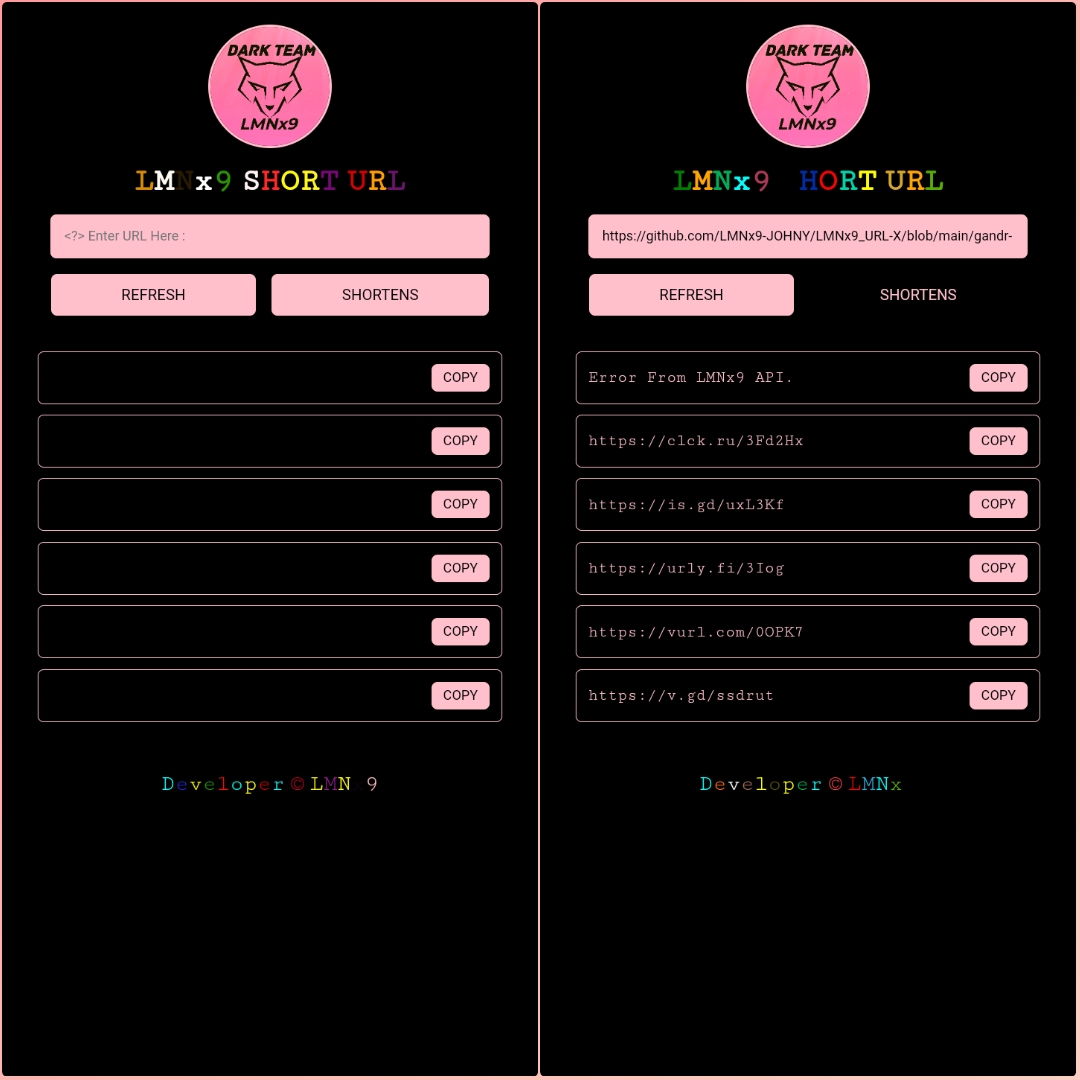 DARK TEAM
LMNx9
LMNx9 SHORT URL
<?> Enter URL Here :
REFRESH SHORTENS
COPY
COPY
COPY
COPY
COPY
COPY
Developer © LMN 9
DARK TEAM
LMNx9
LMNx9 HORT URL
https://github.com/LMNx9-JOHNY/LMNx9_URL-X/blob/main/gandr-
REFRESH SHORTENS
Error From LMNx9 API. COPY
https://clck.ru/3Fd2Hx COPY
https://is.gd/uxL3Kf COPY
https://urly.fi/3Iog COPY
https://vurl.com/0OPK7 COPY
https://v.gd/ssdrut COPY
Developer © LMNx